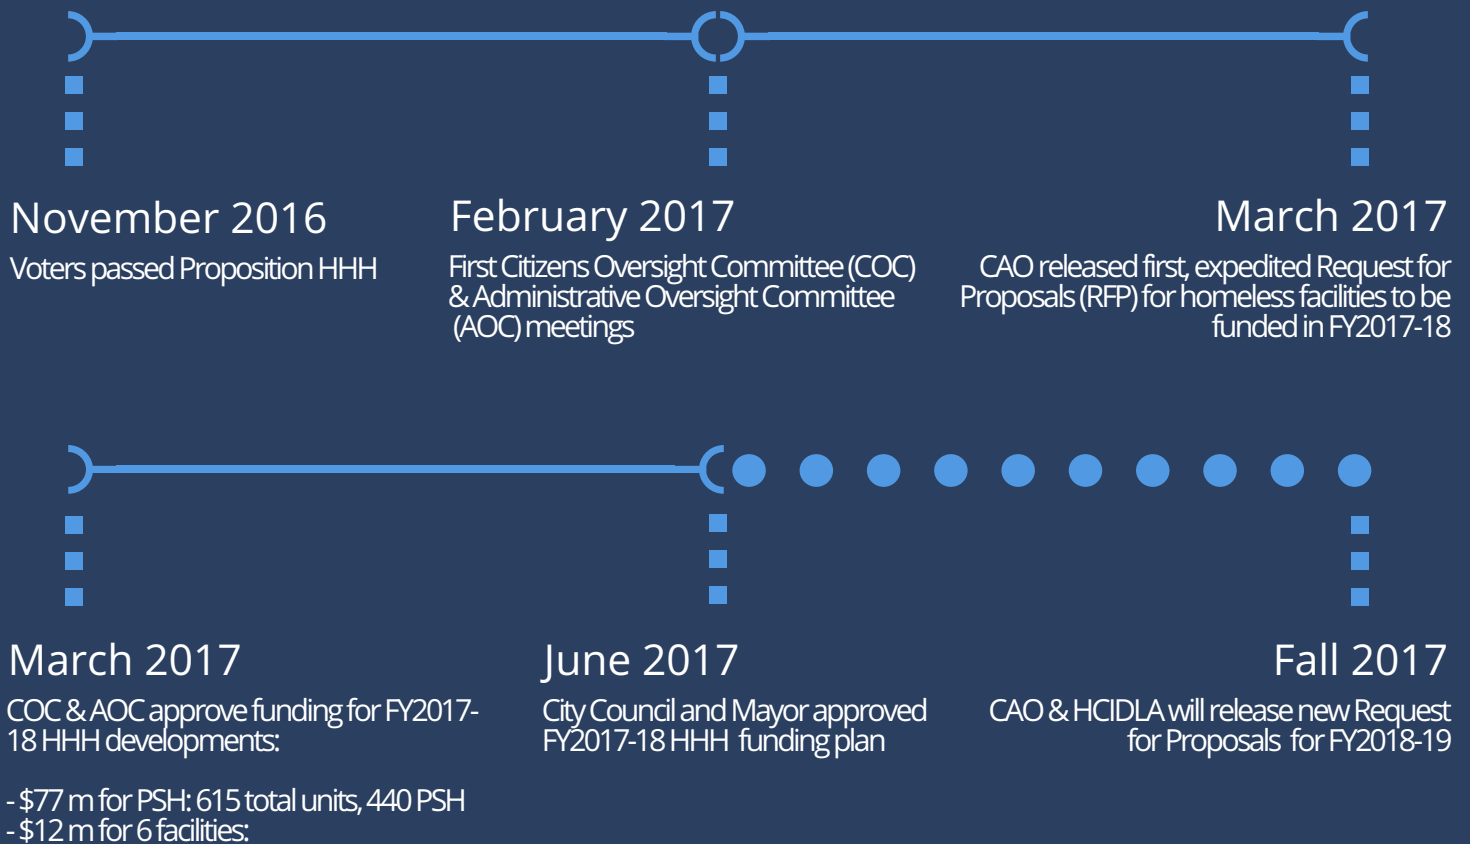 November 2016
Voters passed Proposition HHH
February 2017
First Citizens Oversight Committee (COC)
& Administrative Oversight Committee
(AOC) meetings
March 2017
CAO released first, expedited Request for
Proposals (RFP) for homeless facilities to be
funded in FY2017-18
March 2017
COC & AOC approve funding for FY2017-
18 HHH developments:
- $77 m for PSH: 615 total units, 440 PSH
- $12 m for 6 facilities:
June 2017
City Council and Mayor approved
FY2017-18 HHH funding plan
Fall 2017
CAO & HCIDLA will release new Request
for Proposals for FY2018-19